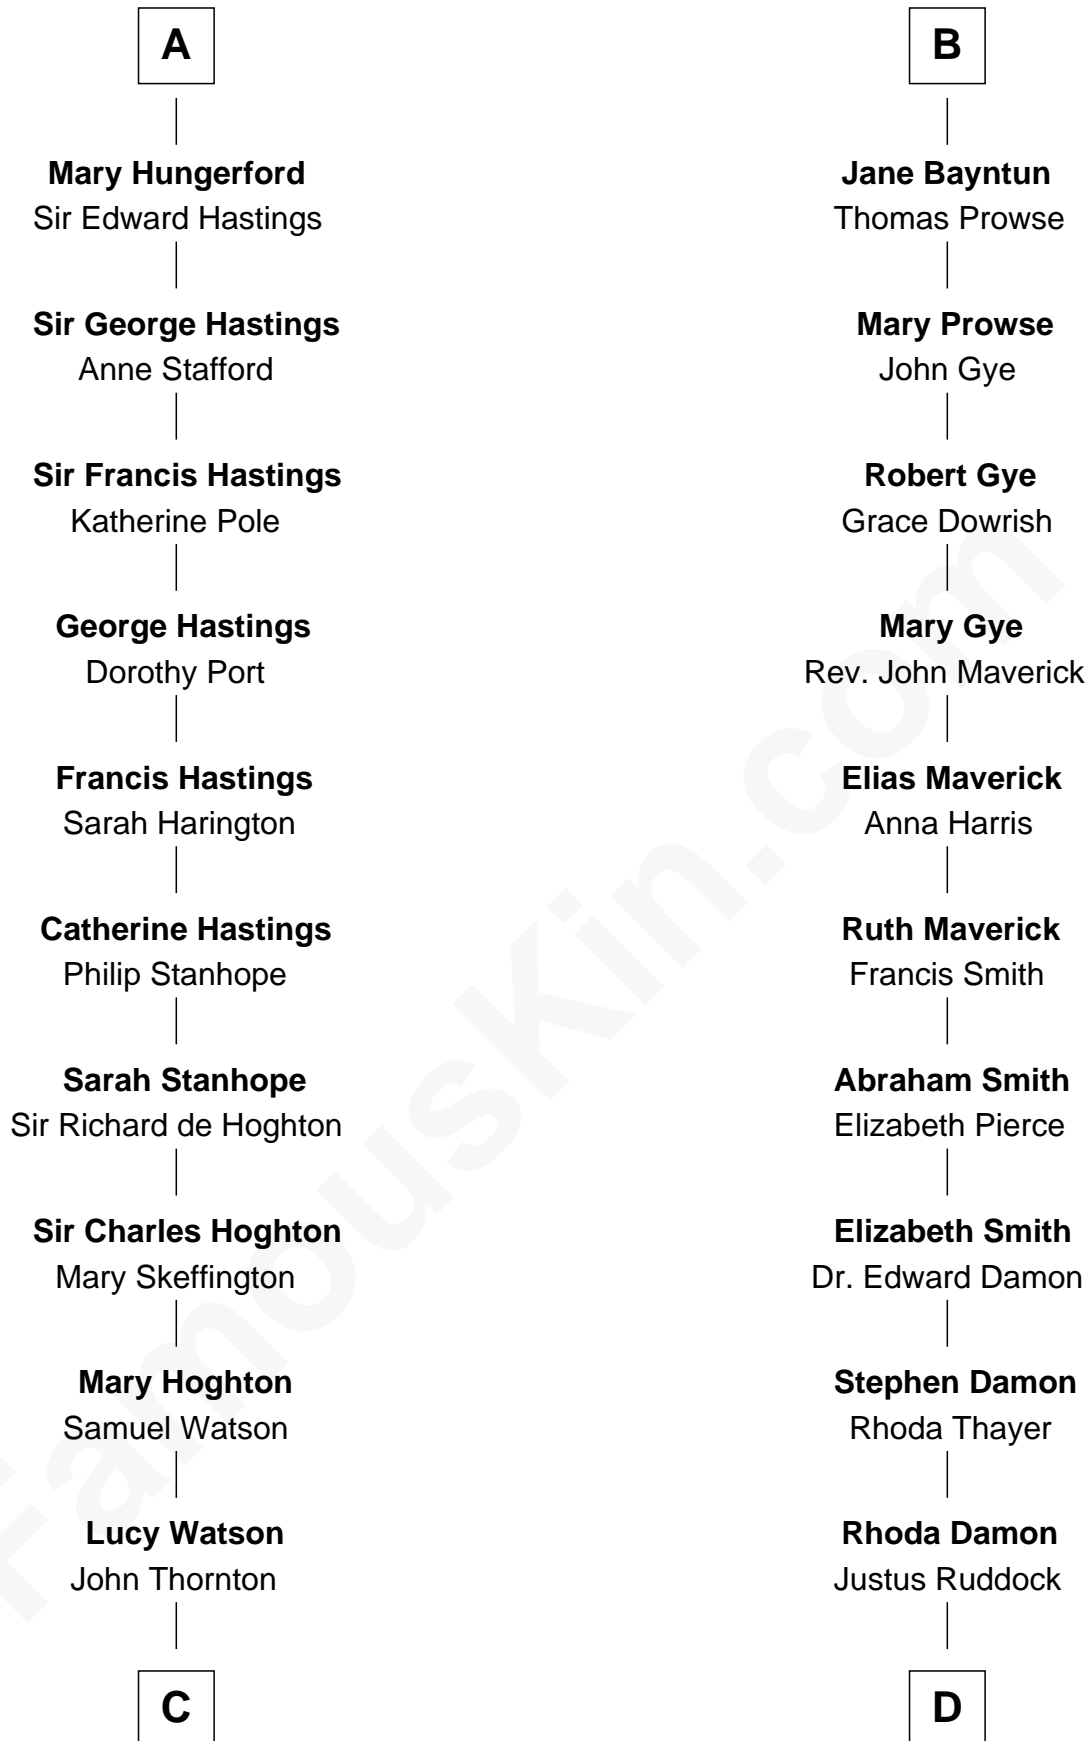 A
Mary Hungerford
Sir Edward Hastings
Sir George Hastings
Anne Stafford
Sir Francis Hastings
Katherine Pole
George Hastings
Dorothy Port
Francis Hastings
Sarah Harington
Catherine Hastings
Philip Stanhope
Sarah Stanhope
Sir Richard de Hoghton
Sir Charles Hoghton
Mary Skeffington
Mary Hoghton
Samuel Watson
Lucy Watson
John Thornton
C
B
Jane Bayntun
Thomas Prowse
Mary Prowse
John Gye
Robert Gye
Grace Dowrish
Mary Gye
Rev. John Maverick
Elias Maverick
Anna Harris
Ruth Maverick
Francis Smith
Abraham Smith
Elizabeth Pierce
Elizabeth Smith
Dr. Edward Damon
Stephen Damon
Rhoda Thayer
Rhoda Damon
Justus Ruddock
D
FamousKin.com